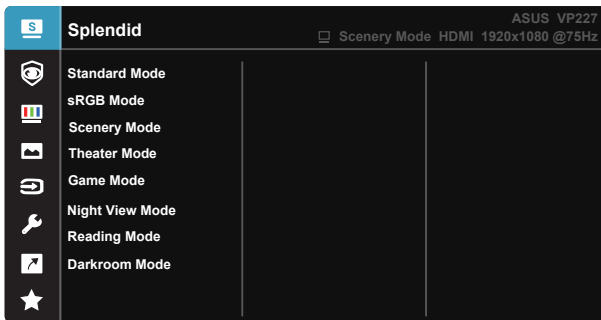 S
Splendid
ASUS VP227
Scenery Mode HDMI 1920x1080 @75Hz
Standard Mode
sRGB Mode
Scenery Mode
Theater Mode
Game Mode
Night View Mode
Reading Mode
Darkroom Mode